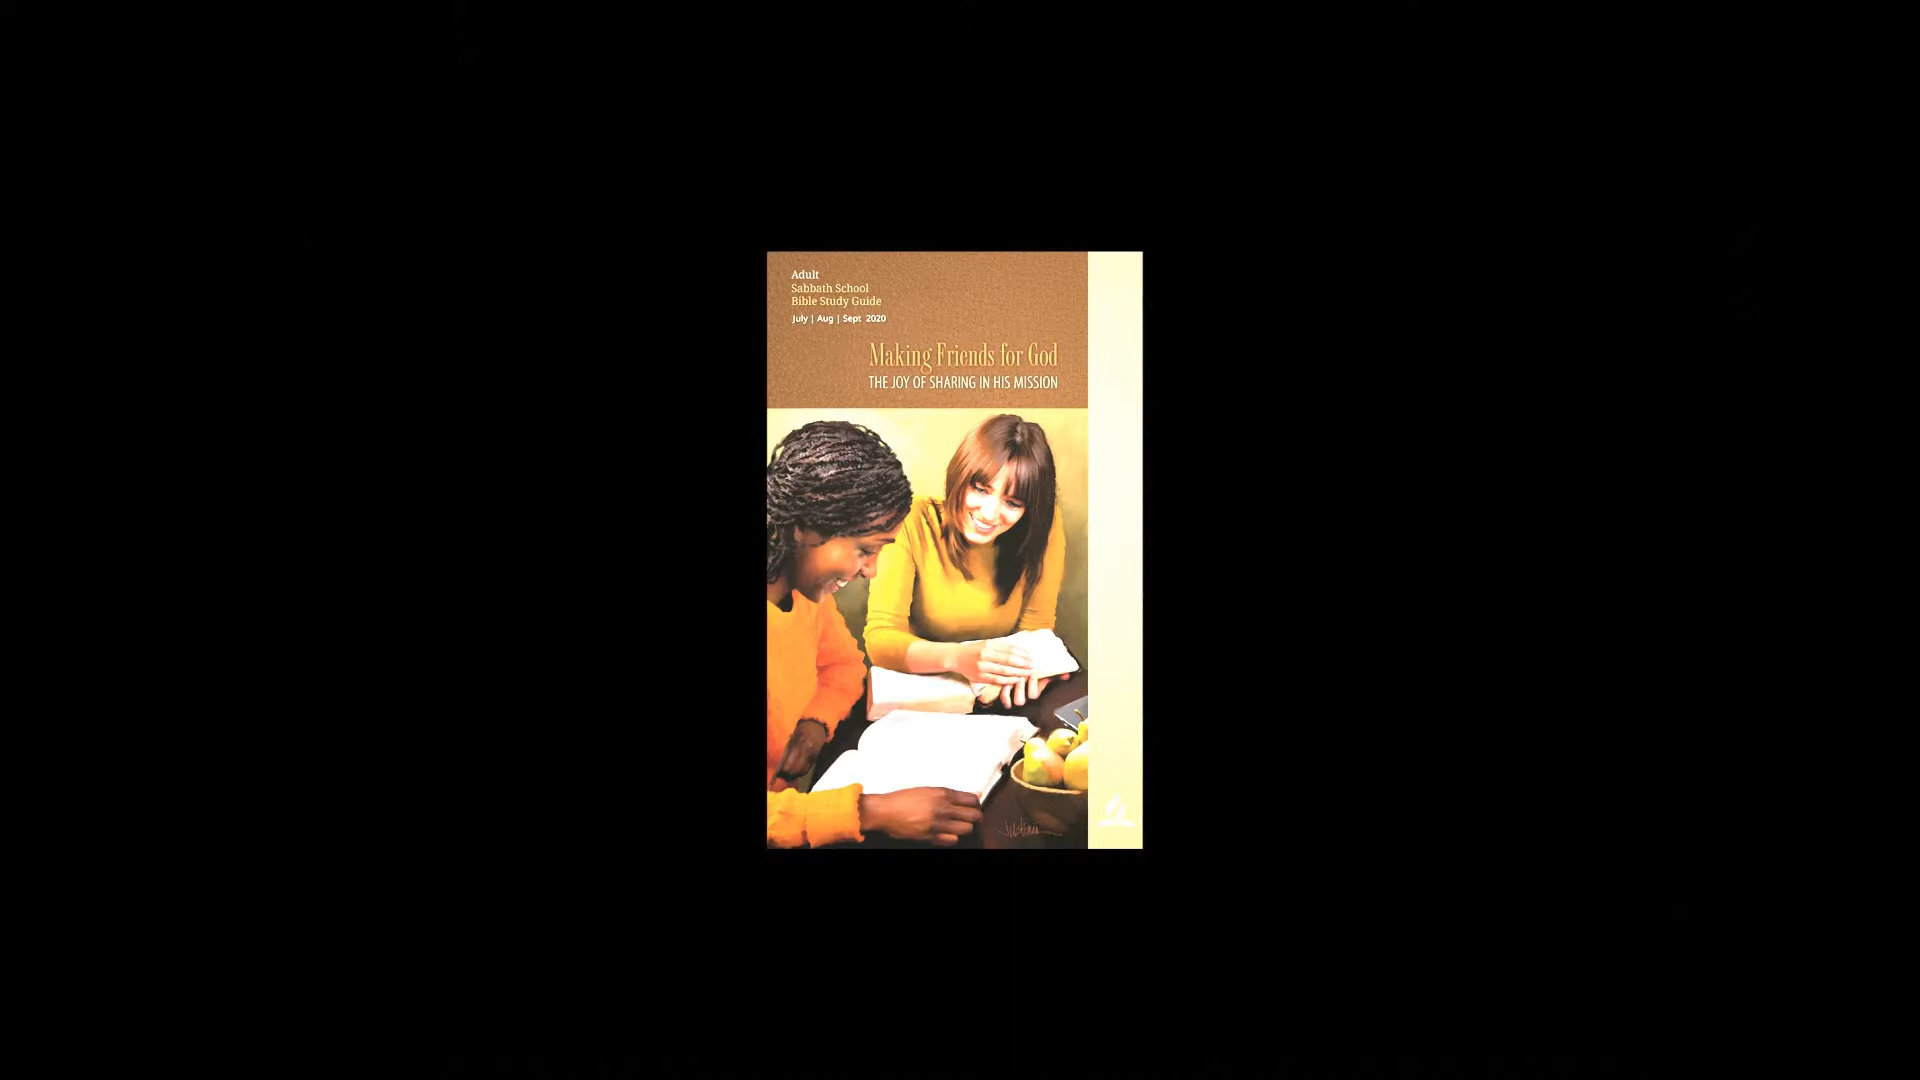 Adult
Sabbath School
Bible Study Guide
July | Aug | Sept 2020
Making Friends for God
THE JOY OF SHARING IN HIS MISSION